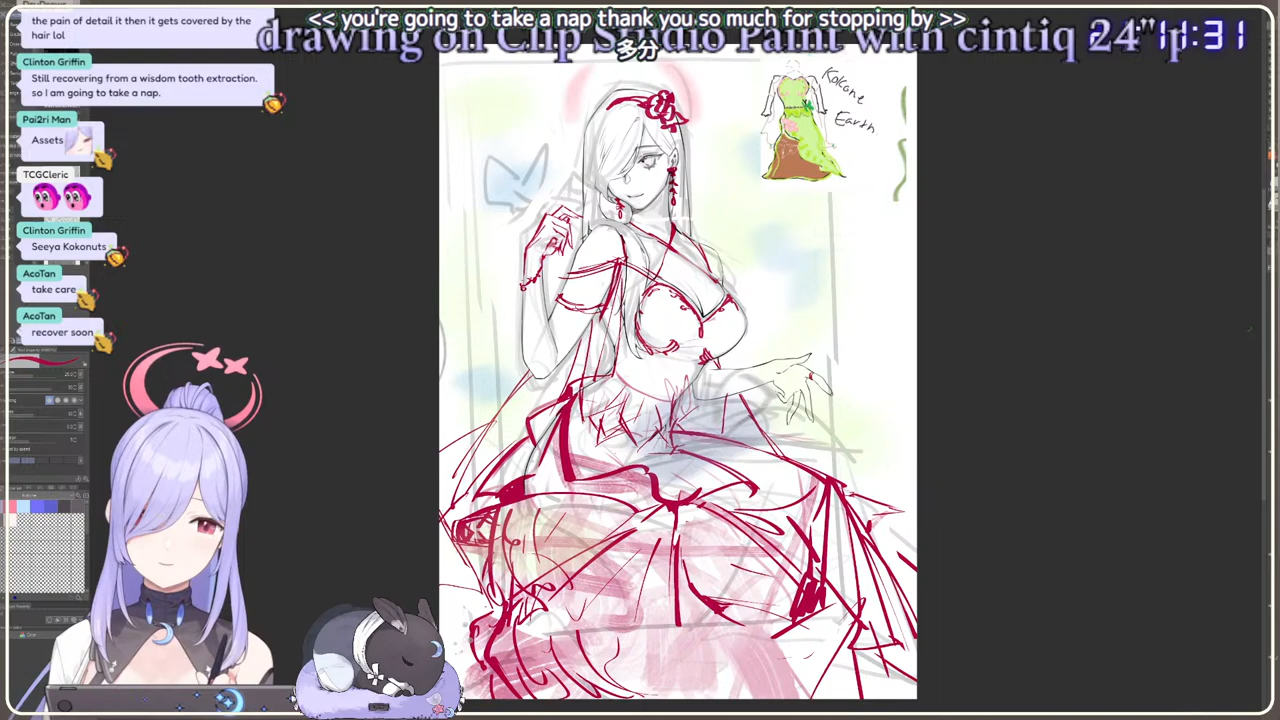 << you're going to take a nap thank you so much for stopping by >>
drawing on Clip Studio Paint with cintiq 24"
11:31
多分
the pain of detail it then it gets covered by the
hair lol
Clinton Griffin
Still recovering from a wisdom tooth extraction.
so I am going to take a nap.
Pai2ri Man
Assets
TCGCleric
Clinton Griffin
Seeya Kokonuts
AcoTan
take care
AcoTan
recover soon
Kokone
Earth